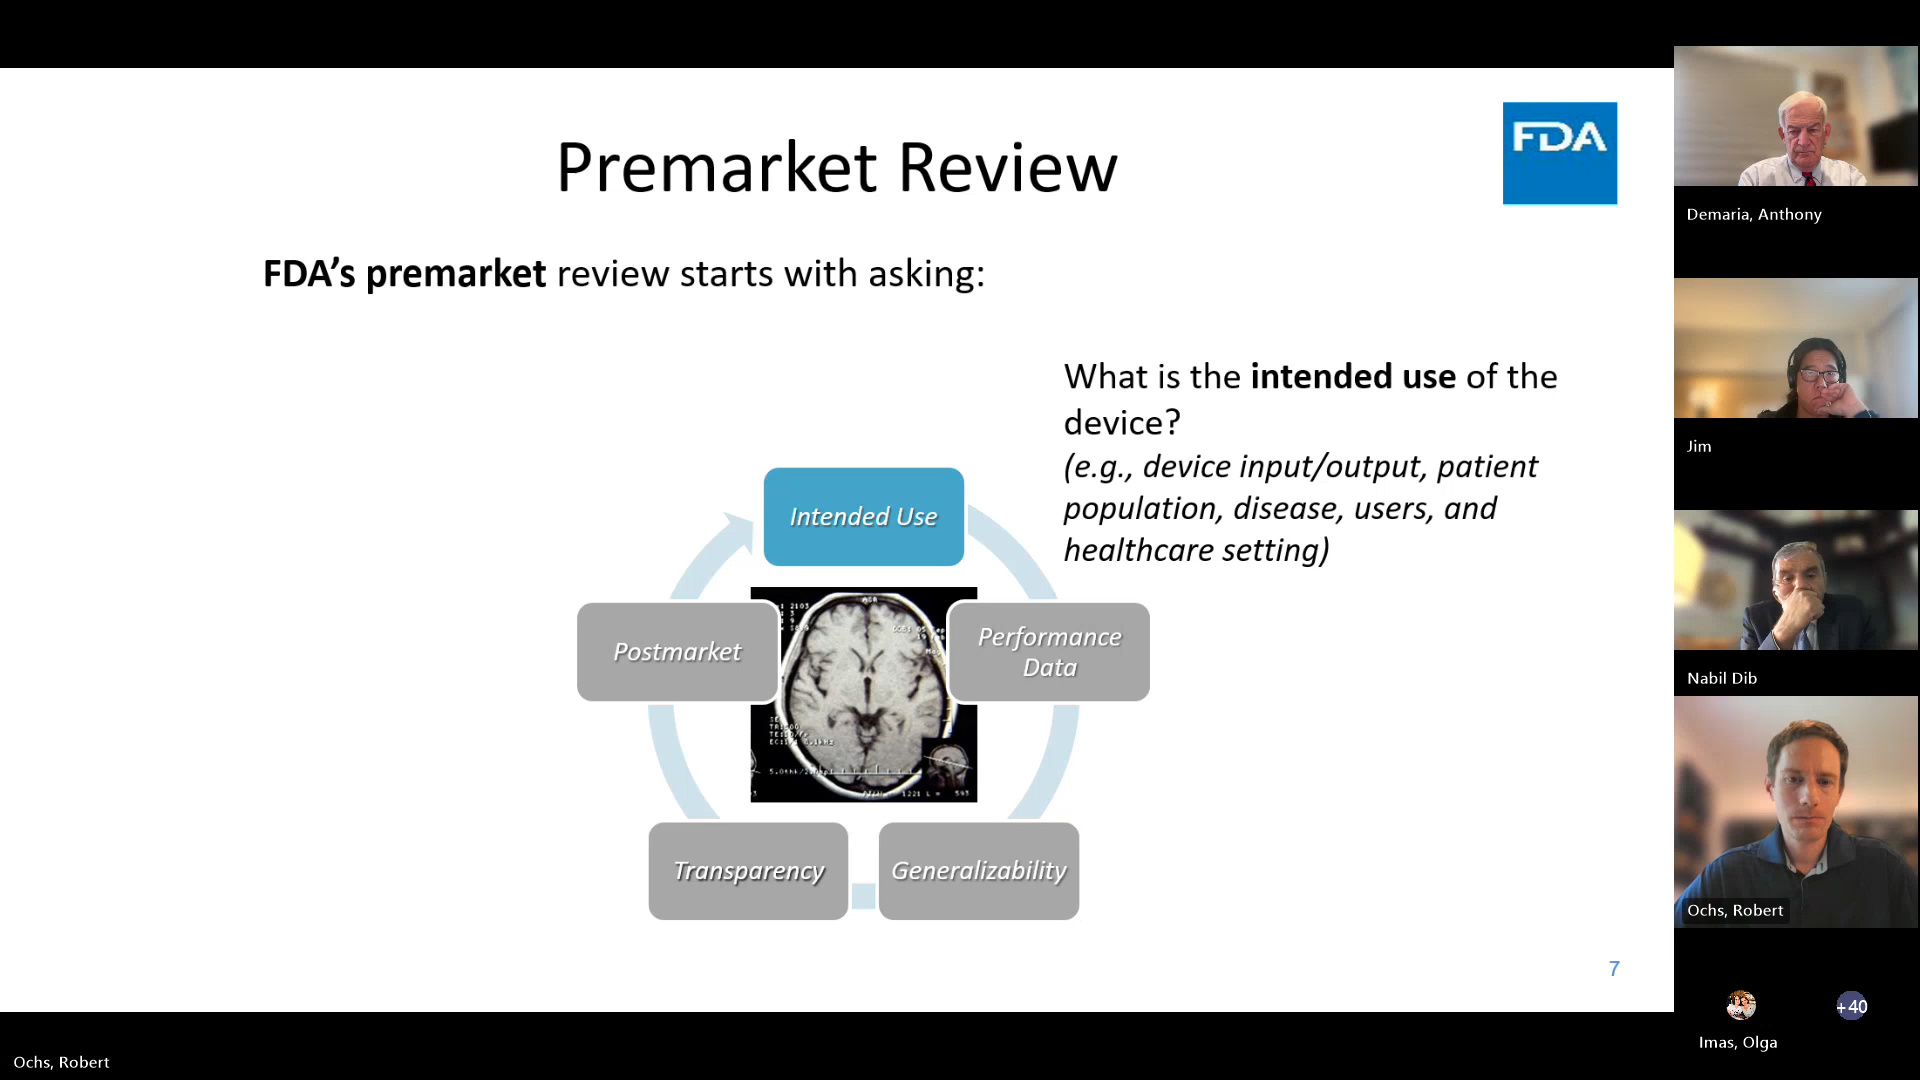 Premarket Review
FDA
FDA's premarket review starts with asking:
What is the intended use of the
device?
(e.g., device input/output, patient
population, disease, users, and
healthcare setting)
Intended Use
Postmarket
Performance
Data
Transparency
Generalizability
7
Demaria, Anthony
Jim
Nabil Dib
Ochs, Robert
Imas, Olga
+40
Ochs, Robert